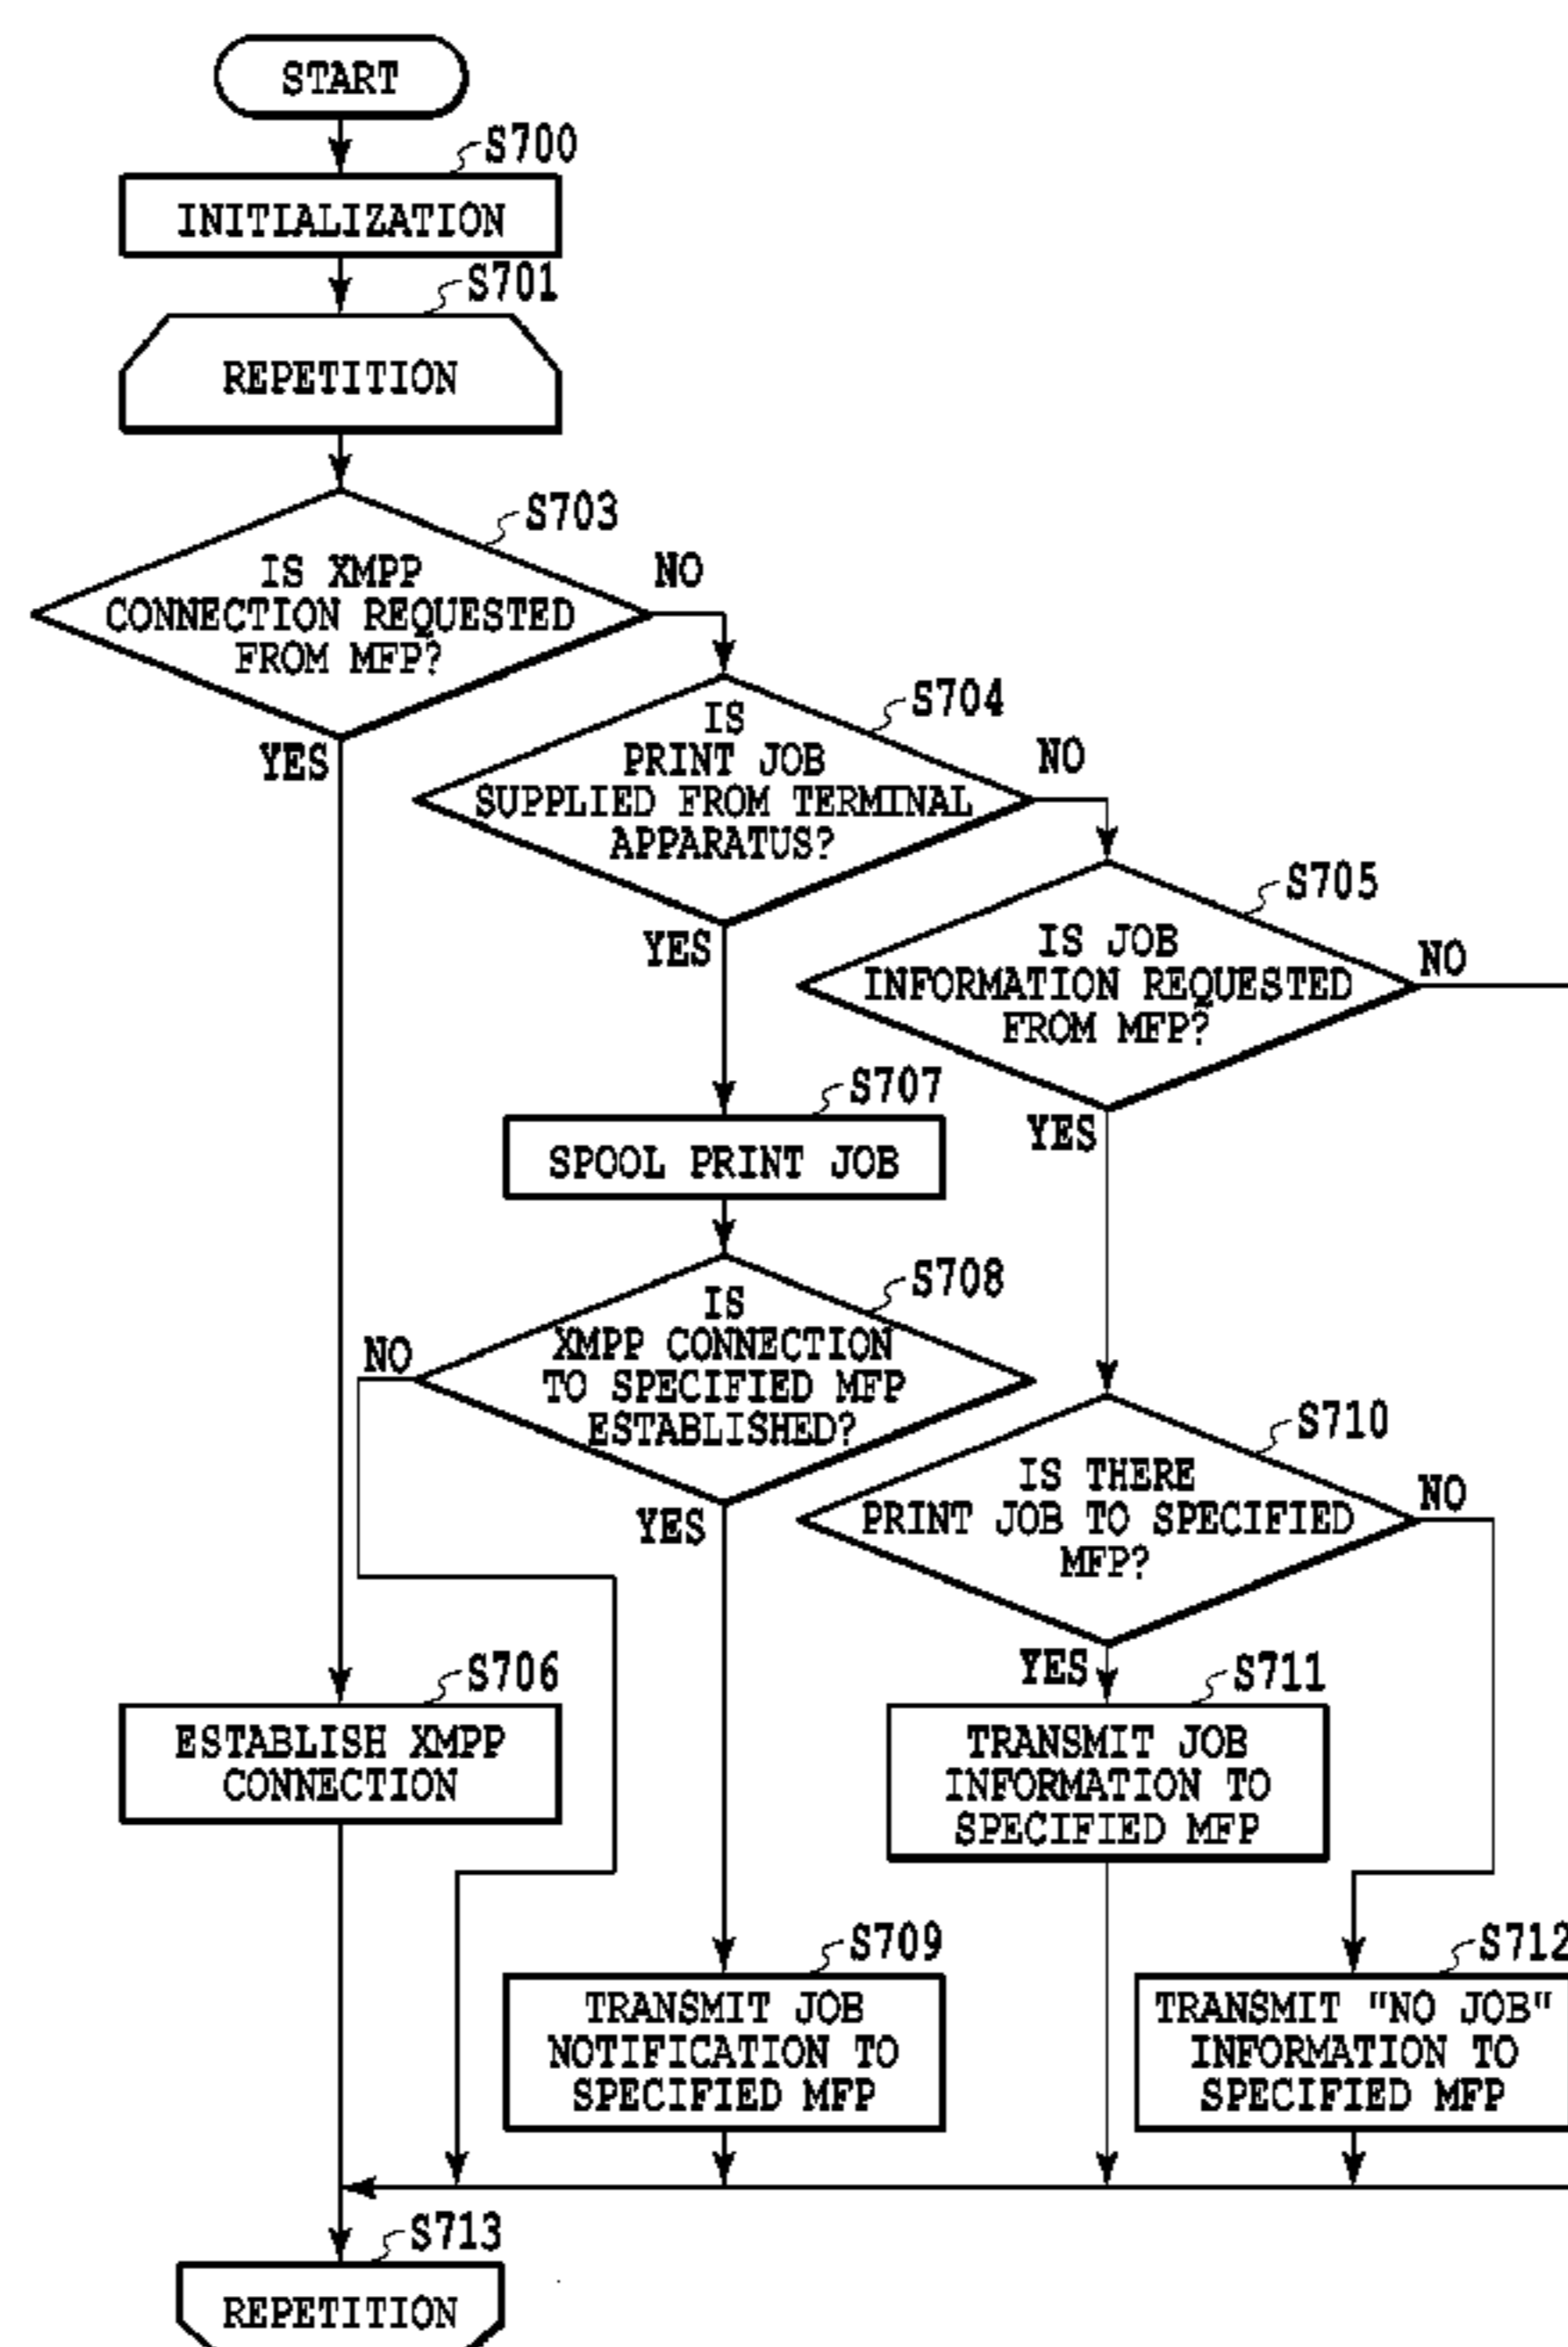 START
S700
INITIALIZATION
S701
REPETITION
S703
IS XMPP
CONNECTION REQUESTED
FROM MFP?
NO
YES
S704
IS
PRINT JOB
SUPPLIED FROM TERMINAL
APPARATUS?
NO
YES
S705
IS JOB
INFORMATION REQUESTED
FROM MFP?
NO
YES
S707
SPOOL PRINT JOB
S708
IS
XMPP CONNECTION
TO SPECIFIED MFP
ESTABLISHED?
NO
YES
S710
IS THERE
PRINT JOB TO SPECIFIED
MFP?
NO
YES
S706
ESTABLISH XMPP
CONNECTION
S711
TRANSMIT JOB
INFORMATION TO
SPECIFIED MFP
S709
TRANSMIT JOB
NOTIFICATION TO
SPECIFIED MFP
S712
TRANSMIT "NO JOB"
INFORMATION TO
SPECIFIED MFP
S713
REPETITION